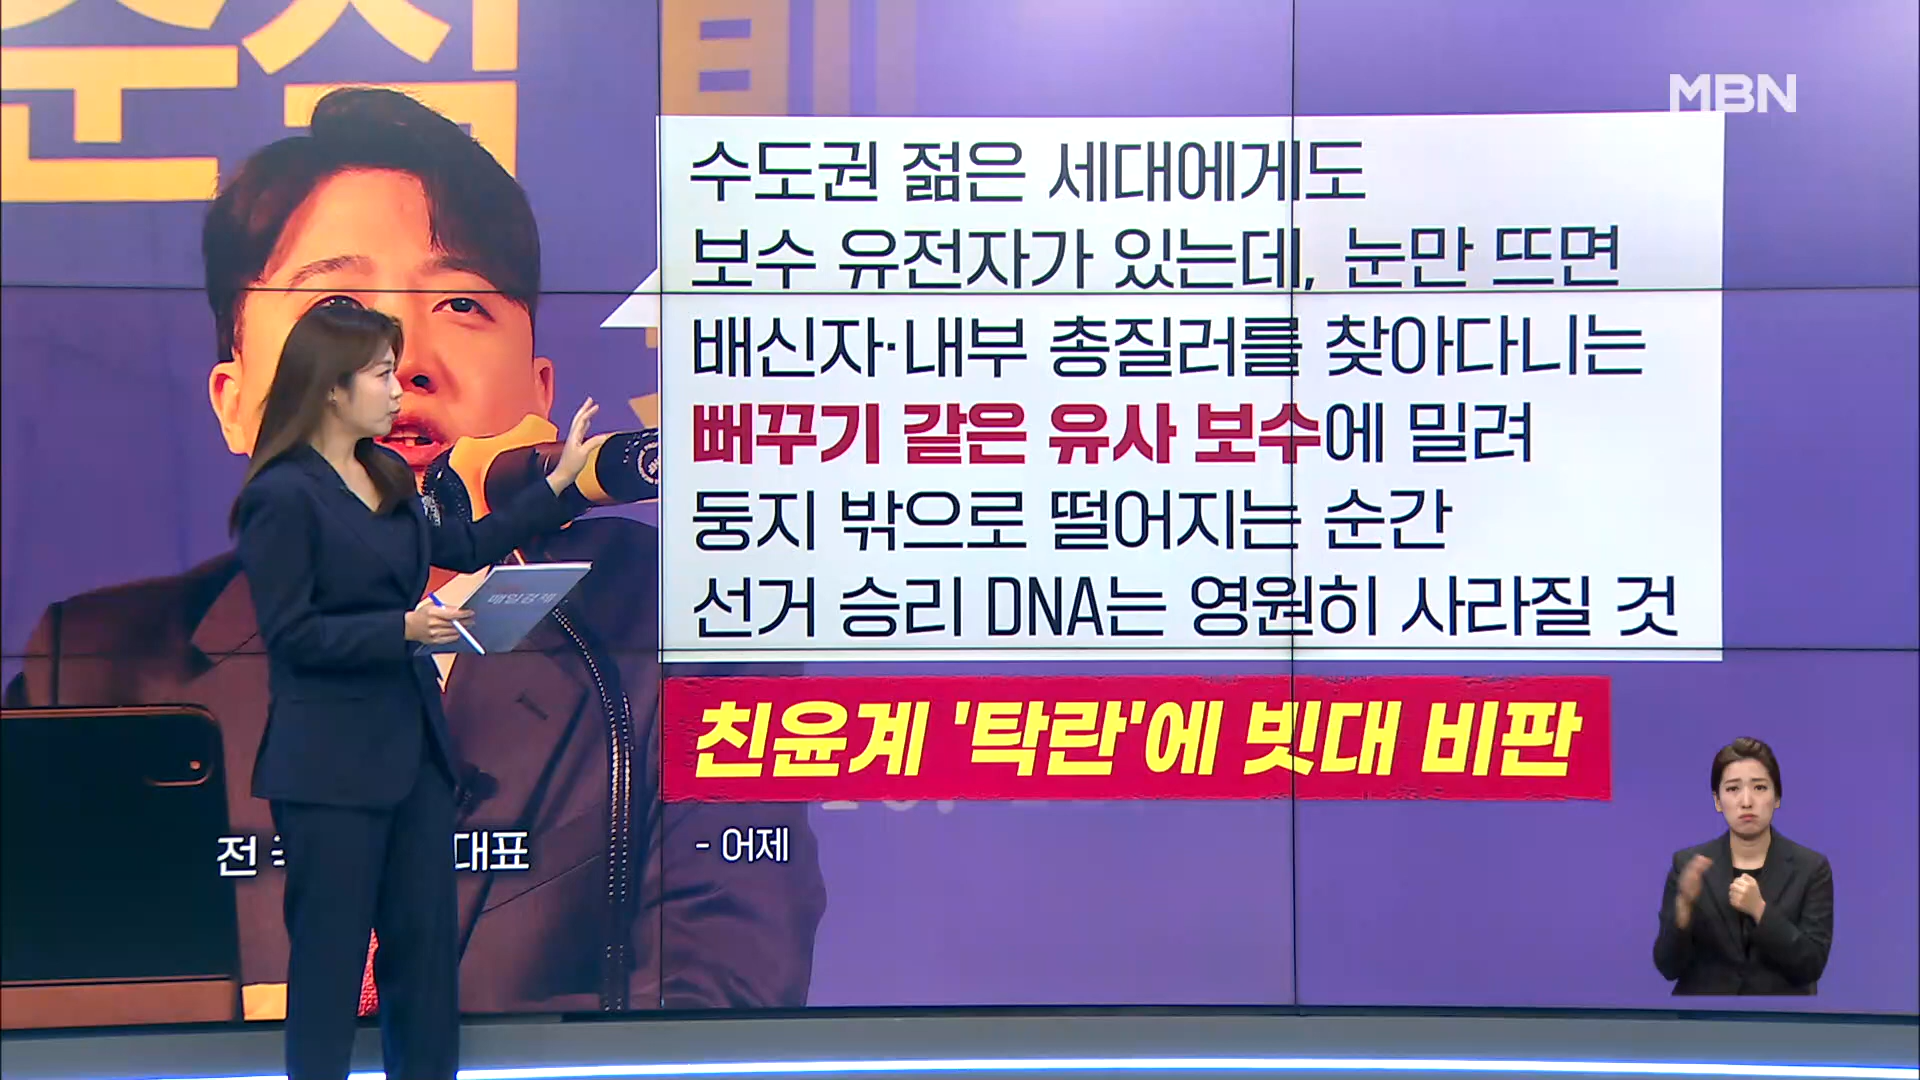 MBN
수도권 젊은 세대에게도
보수 유전자가 있는데, 눈만 뜨면
배신자·내부 총질러를 찾아다니는
뻐꾸기 같은 유사 보수에 밀려
둥지 밖으로 떨어지는 순간
선거 승리 DNA는 영원히 사라질 것
친윤계 '탁란'에 빗대 비판
- 어제
전 대표
매일경제